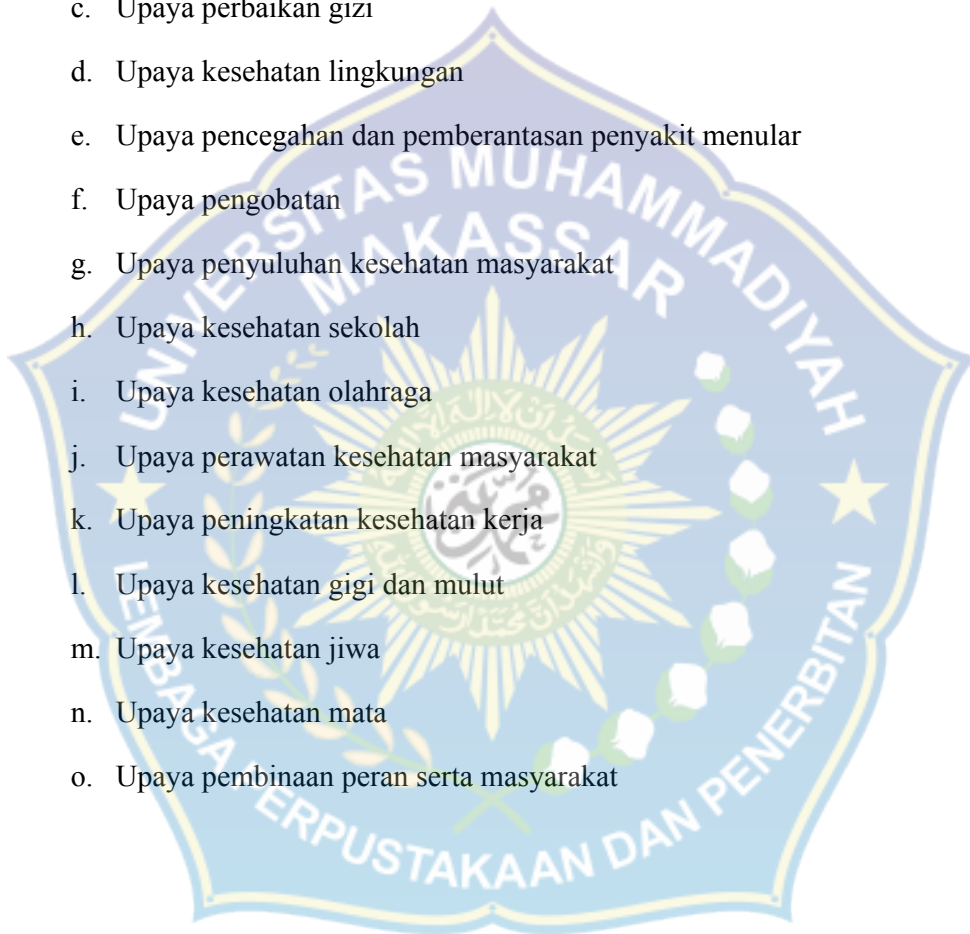 c. Upaya perbaikan gizi
d. Upaya kesehatan lingkungan
e. Upaya pencegahan dan pemberantasan penyakit menular
f. Upaya pengobatan
g. Upaya penyuluhan kesehatan masyarakat
h. Upaya kesehatan sekolah
i. Upaya kesehatan olahraga
j. Upaya perawatan kesehatan masyarakat
k. Upaya peningkatan kesehatan kerja
l. Upaya kesehatan gigi dan mulut
m. Upaya kesehatan jiwa
n. Upaya kesehatan mata
o. Upaya pembinaan peran serta masyarakat
UNIVERSITAS MUHAMMADIYAH
MAKASSAR
LEMBAGA PERPUSTAKAAN DAN PENERBITAN